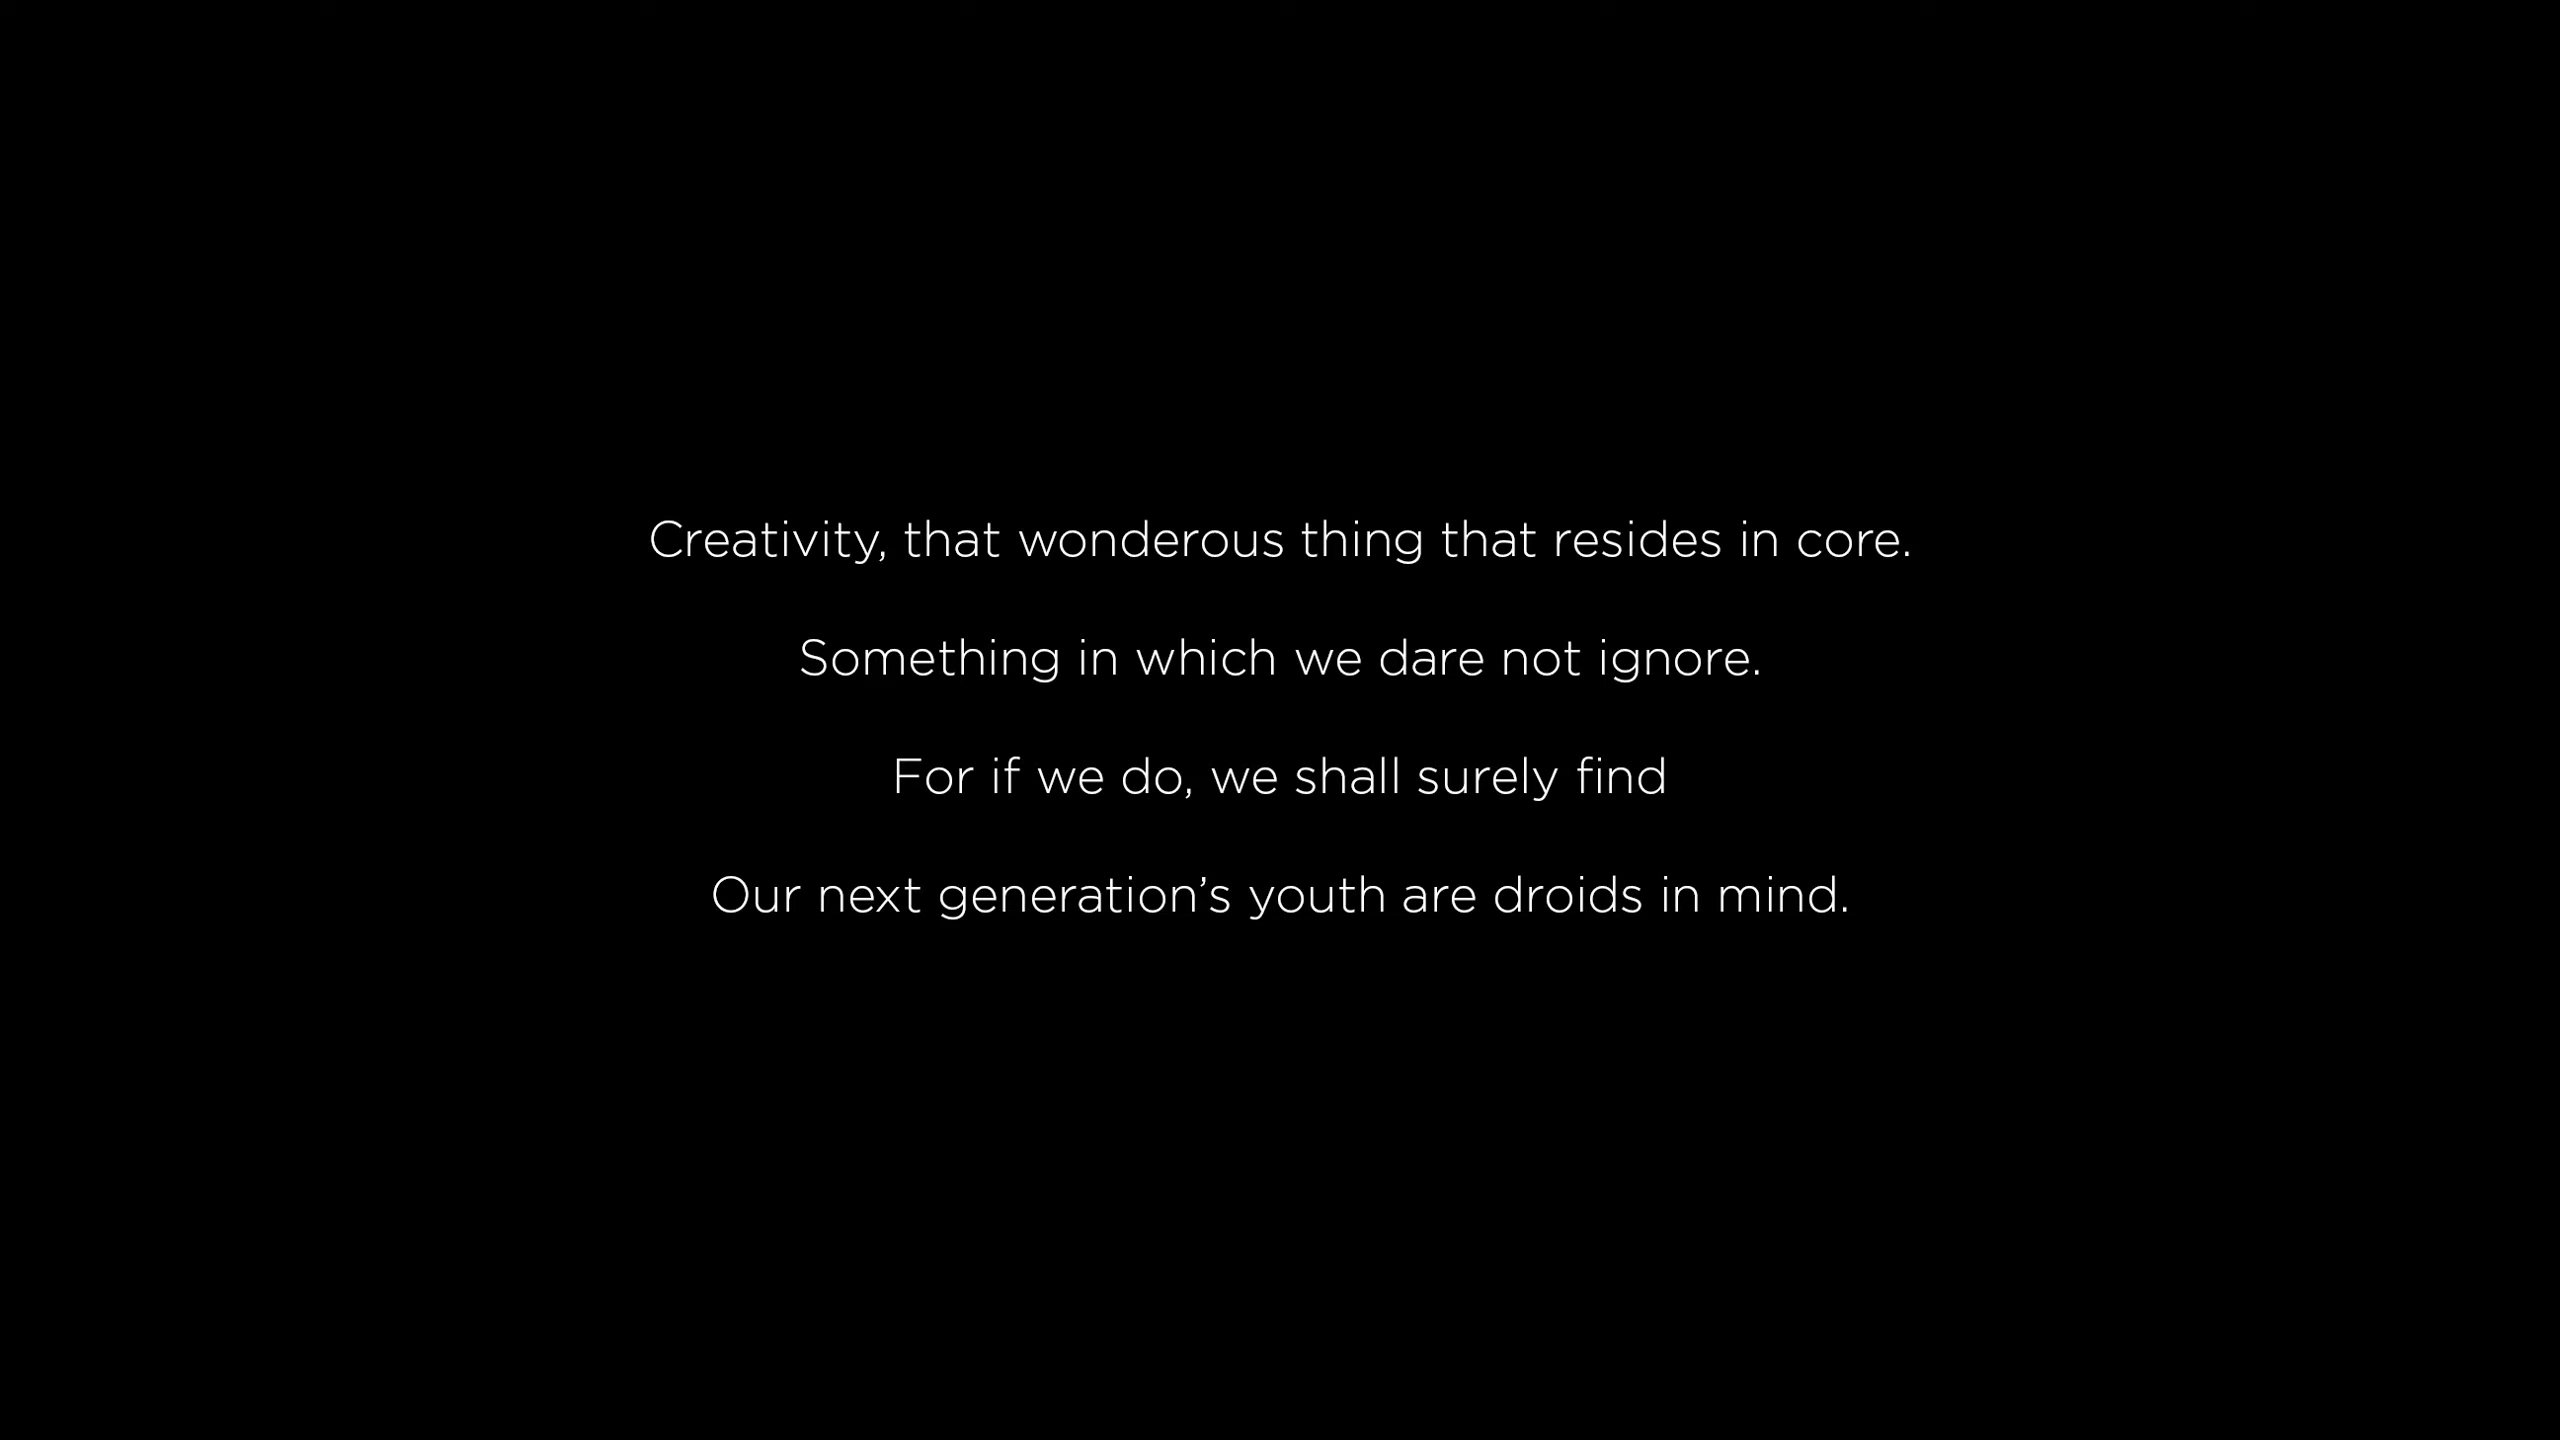 Creativity, that wonderous thing that resides in core.
Something in which we dare not ignore.
For if we do, we shall surely find
Our next generation’s youth are droids in mind.